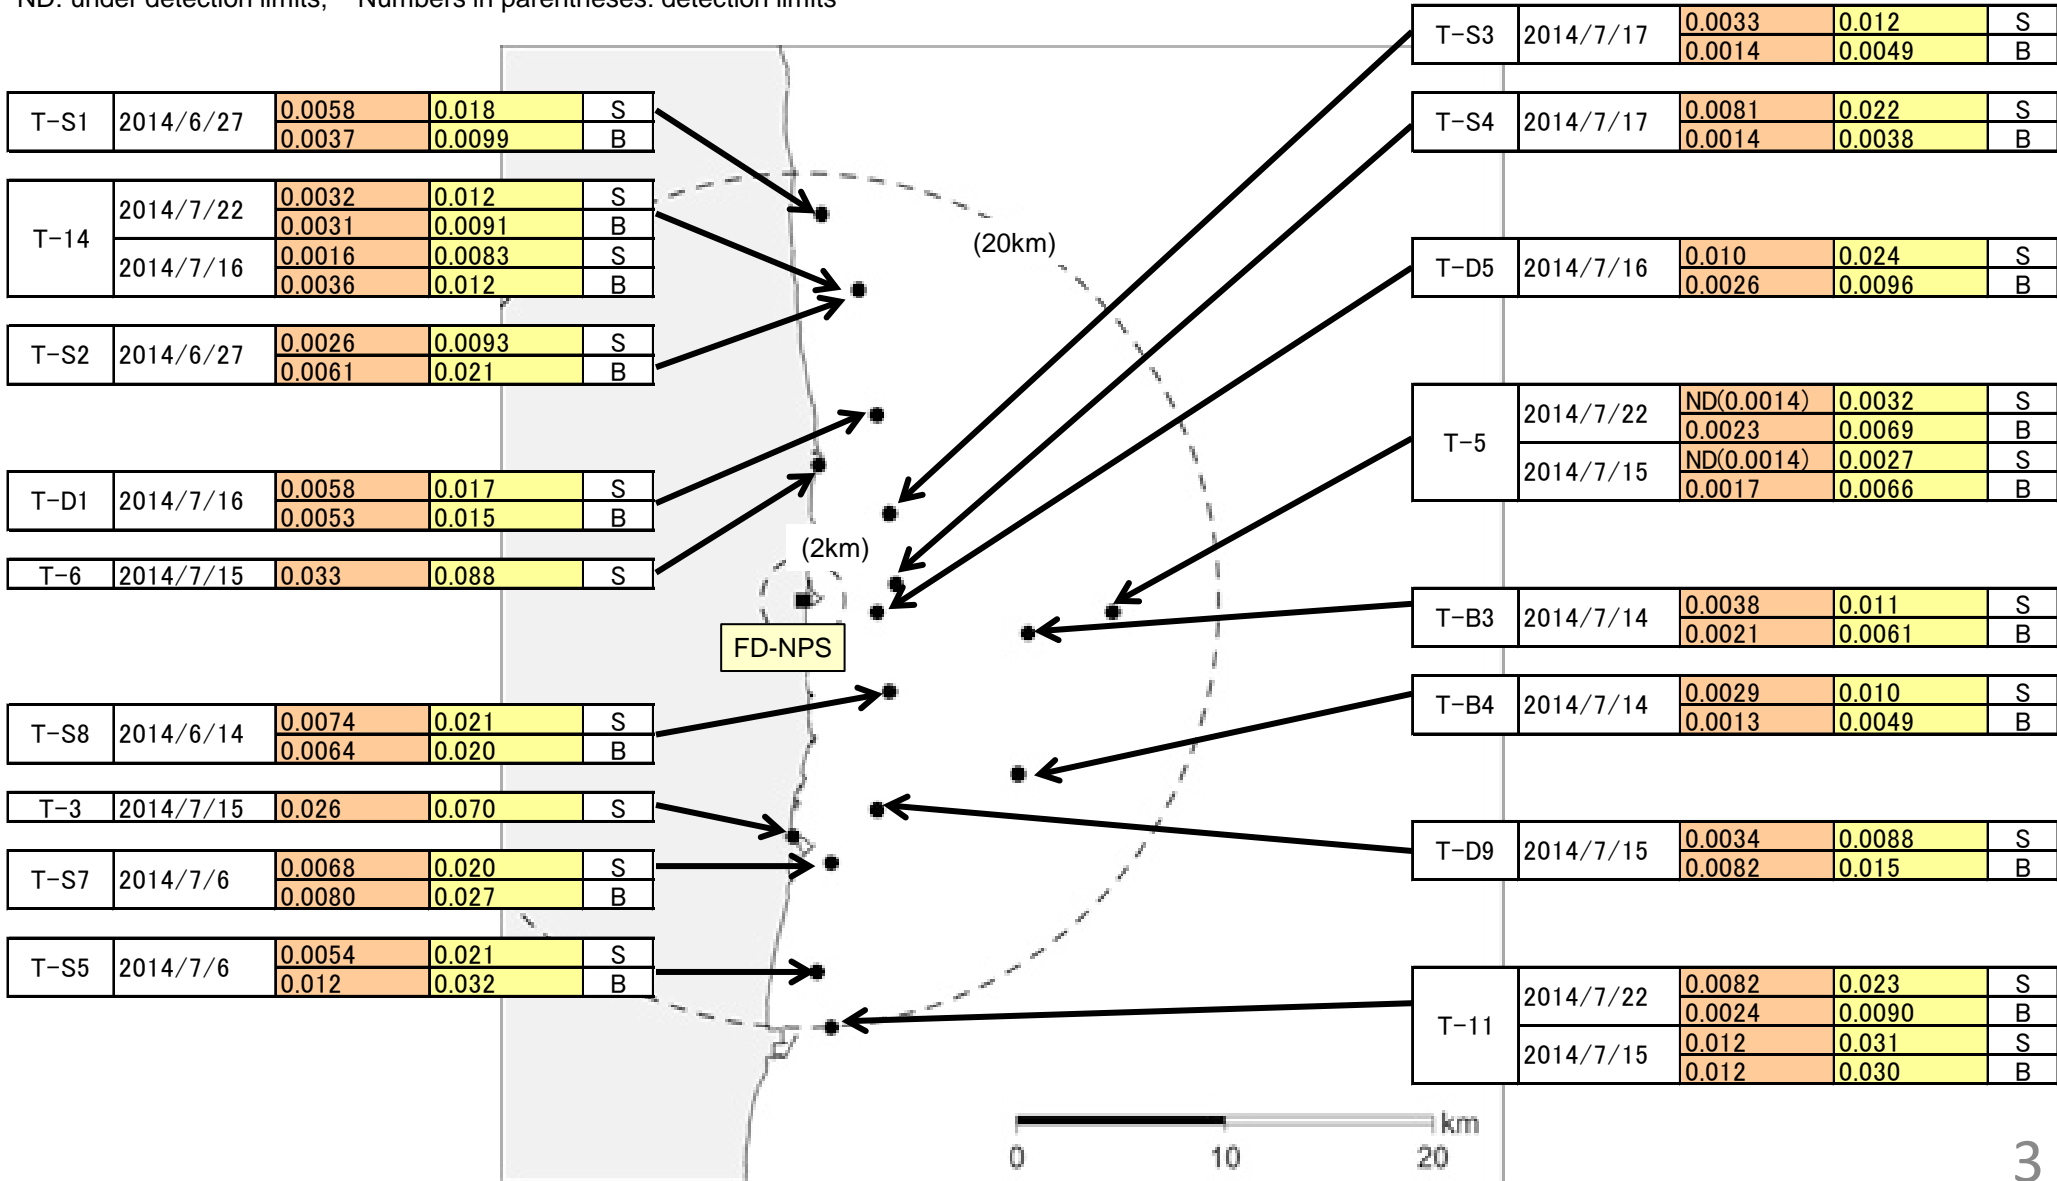 ND: under detection limits; Numbers in parentheses: detection limits
T-S3 2014/7/17 0.0033 0.012 S
0.0014 0.0049 B
T-S1 2014/6/27 0.0058 0.018 S
0.0037 0.0099 B
T-S4 2014/7/17 0.0081 0.022 S
0.0014 0.0038 B
T-14 2014/7/22 0.0032 0.012 S
0.0031 0.0091 B
2014/7/16 0.0016 0.0083 S
0.0036 0.012 B
(20km)
T-D5 2014/7/16 0.010 0.024 S
0.0026 0.0096 B
T-S2 2014/6/27 0.0026 0.0093 S
0.0061 0.021 B
T-5 2014/7/22 ND(0.0014) 0.0032 S
0.0023 0.0069 B
2014/7/15 ND(0.0014) 0.0027 S
0.0017 0.0066 B
T-D1 2014/7/16 0.0058 0.017 S
0.0053 0.015 B
(2km)
T-6 2014/7/15 0.033 0.088 S
T-B3 2014/7/14 0.0038 0.011 S
0.0021 0.0061 B
FD-NPS
T-B4 2014/7/14 0.0029 0.010 S
0.0013 0.0049 B
T-S8 2014/6/14 0.0074 0.021 S
0.0064 0.020 B
T-3 2014/7/15 0.026 0.070 S
T-D9 2014/7/15 0.0034 0.0088 S
0.0082 0.015 B
T-S7 2014/7/6 0.0068 0.020 S
0.0080 0.027 B
T-S5 2014/7/6 0.0054 0.021 S
0.012 0.032 B
T-11 2014/7/22 0.0082 0.023 S
0.0024 0.0090 B
2014/7/15 0.012 0.031 S
0.012 0.030 B
km
0 10 20
3